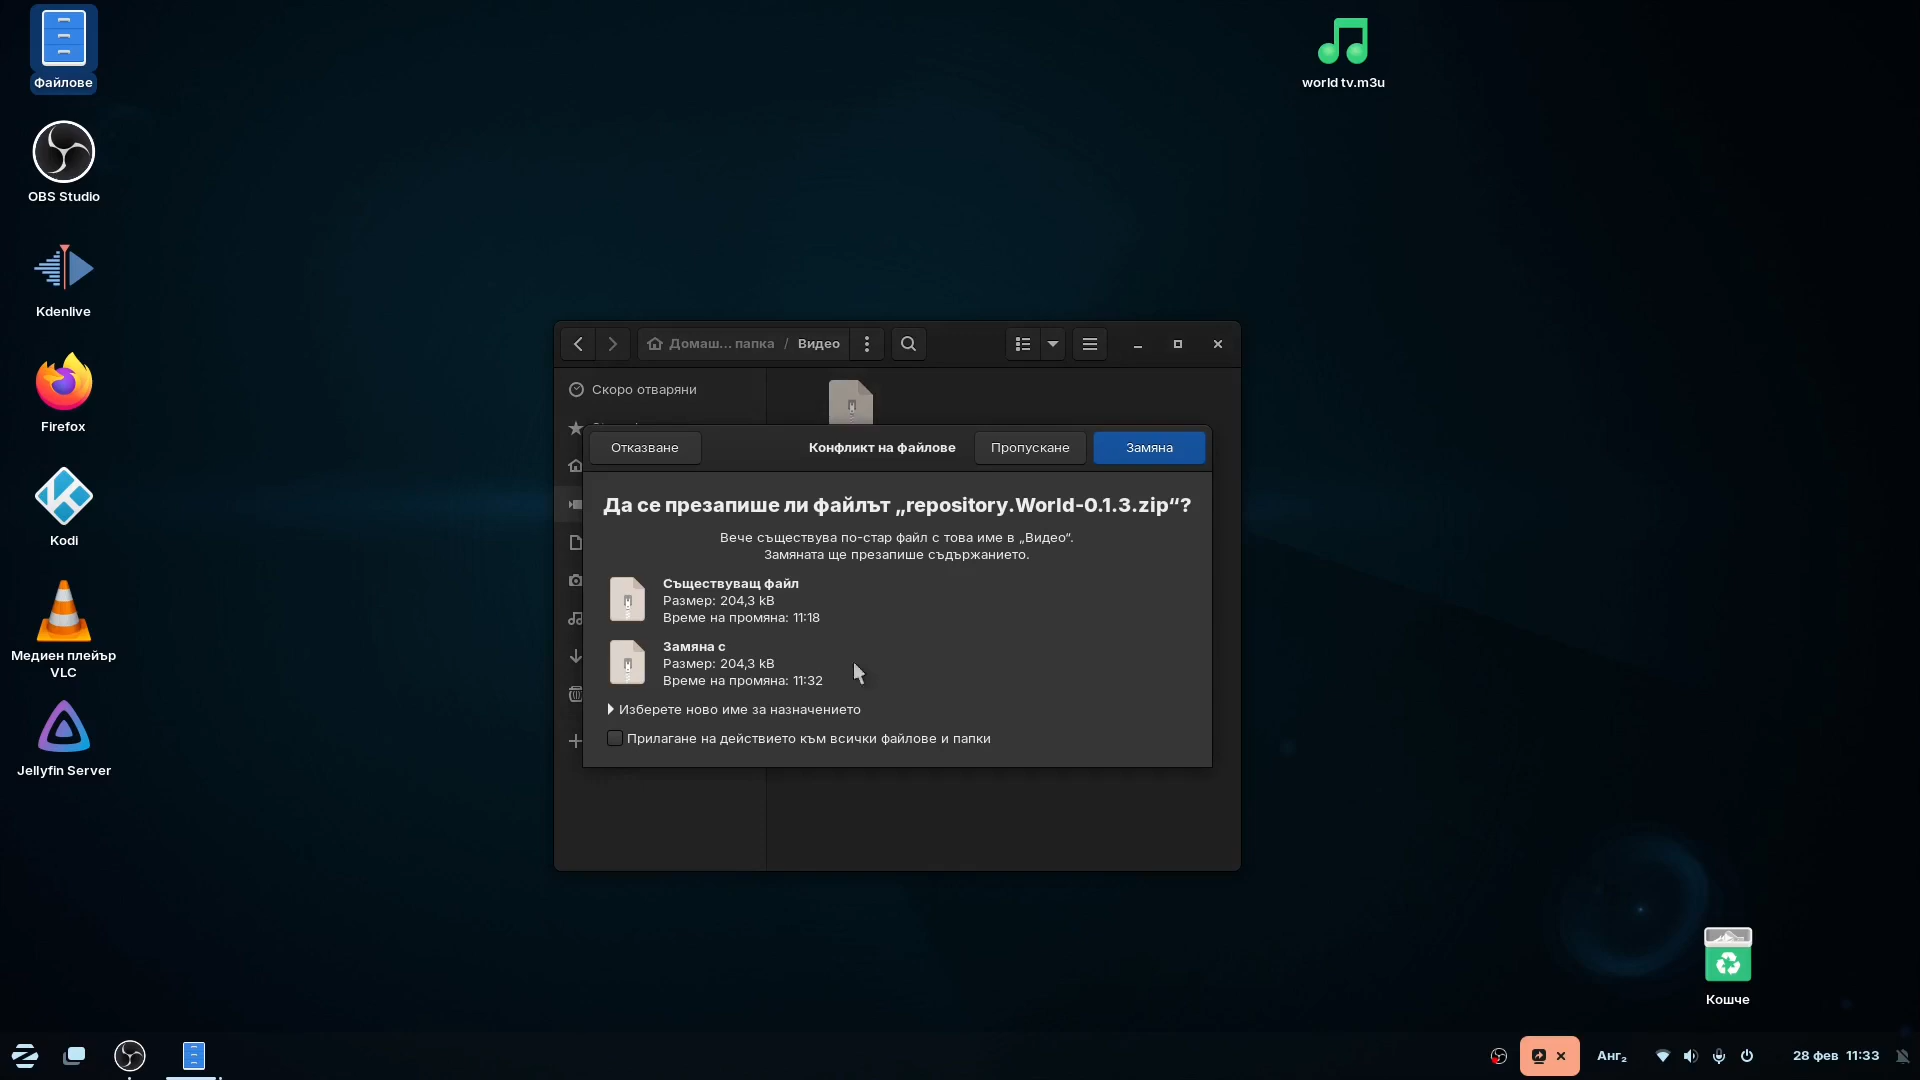 Файлове
world tv.m3u
OBS Studio
Kdenlive
Firefox
Kodi
Медиен плейър
VLC
Jellyfin Server
Домаш... папка / Видео
Скоро отваряни
Отказване
Конфликт на файлове
Пропускане
Замяна
Да се презапише ли файлът „repository.World-0.1.3.zip“?
Вече съществува по-стар файл с това име в „Видео“.
Замяната ще презапише съдържанието.
Съществуващ файл
Размер: 204,3 kB
Време на промяна: 11:18
Замяна с
Размер: 204,3 kB
Време на промяна: 11:32
Изберете ново име за назначението
Прилагане на действието към всички файлове и папки
Кошче
Анг₂
28 фев 11:33